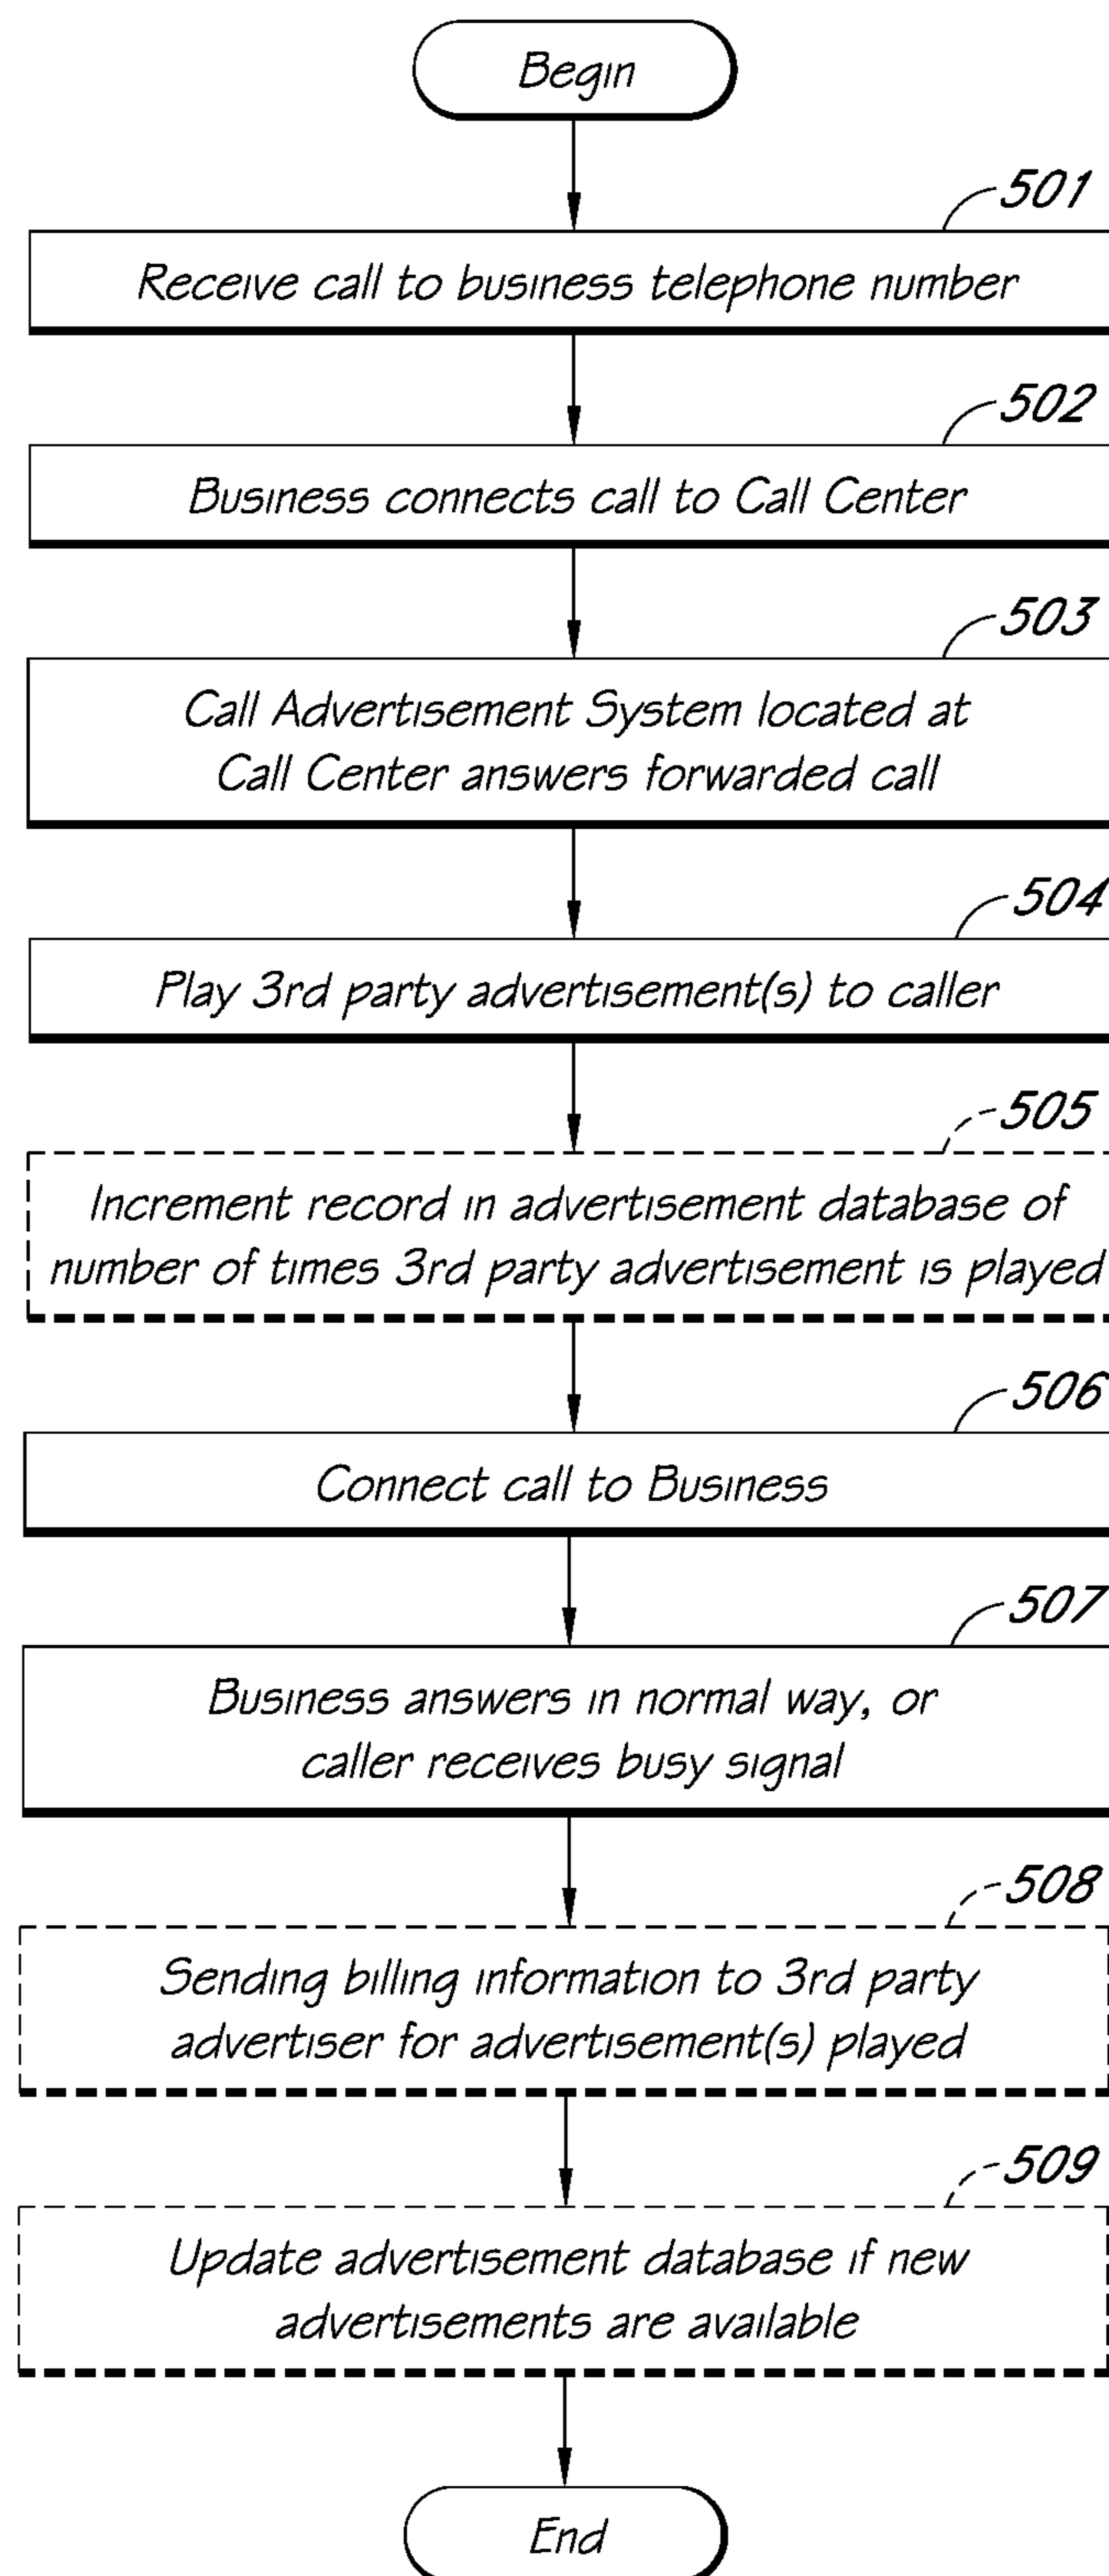 Begin
501
Receive call to business telephone number
502
Business connects call to Call Center
503
Call Advertisement System located at
Call Center answers forwarded call
504
Play 3rd party advertisement(s) to caller
505
Increment record in advertisement database of
number of times 3rd party advertisement is played
506
Connect call to Business
507
Business answers in normal way, or
caller receives busy signal
508
Sending billing information to 3rd party
advertiser for advertisement(s) played
509
Update advertisement database if new
advertisements are available
End